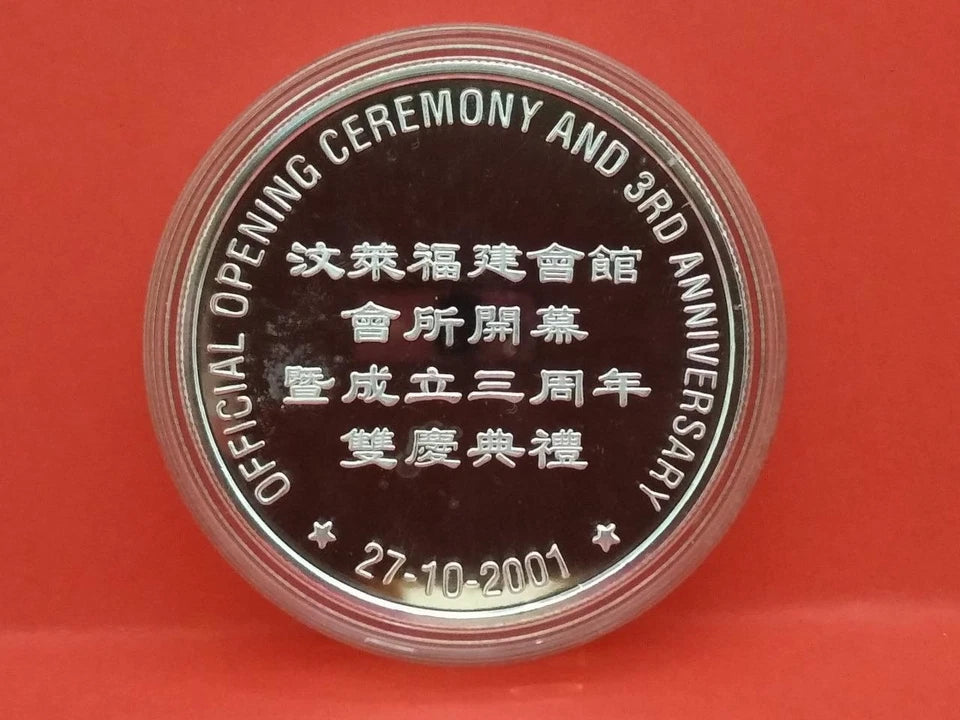 OFFICIAL OPENING CEREMONY AND 3RD ANNIVERSARY
汶萊福建會館
會所開幕
暨成立三周年
雙慶典禮
27-10-2001